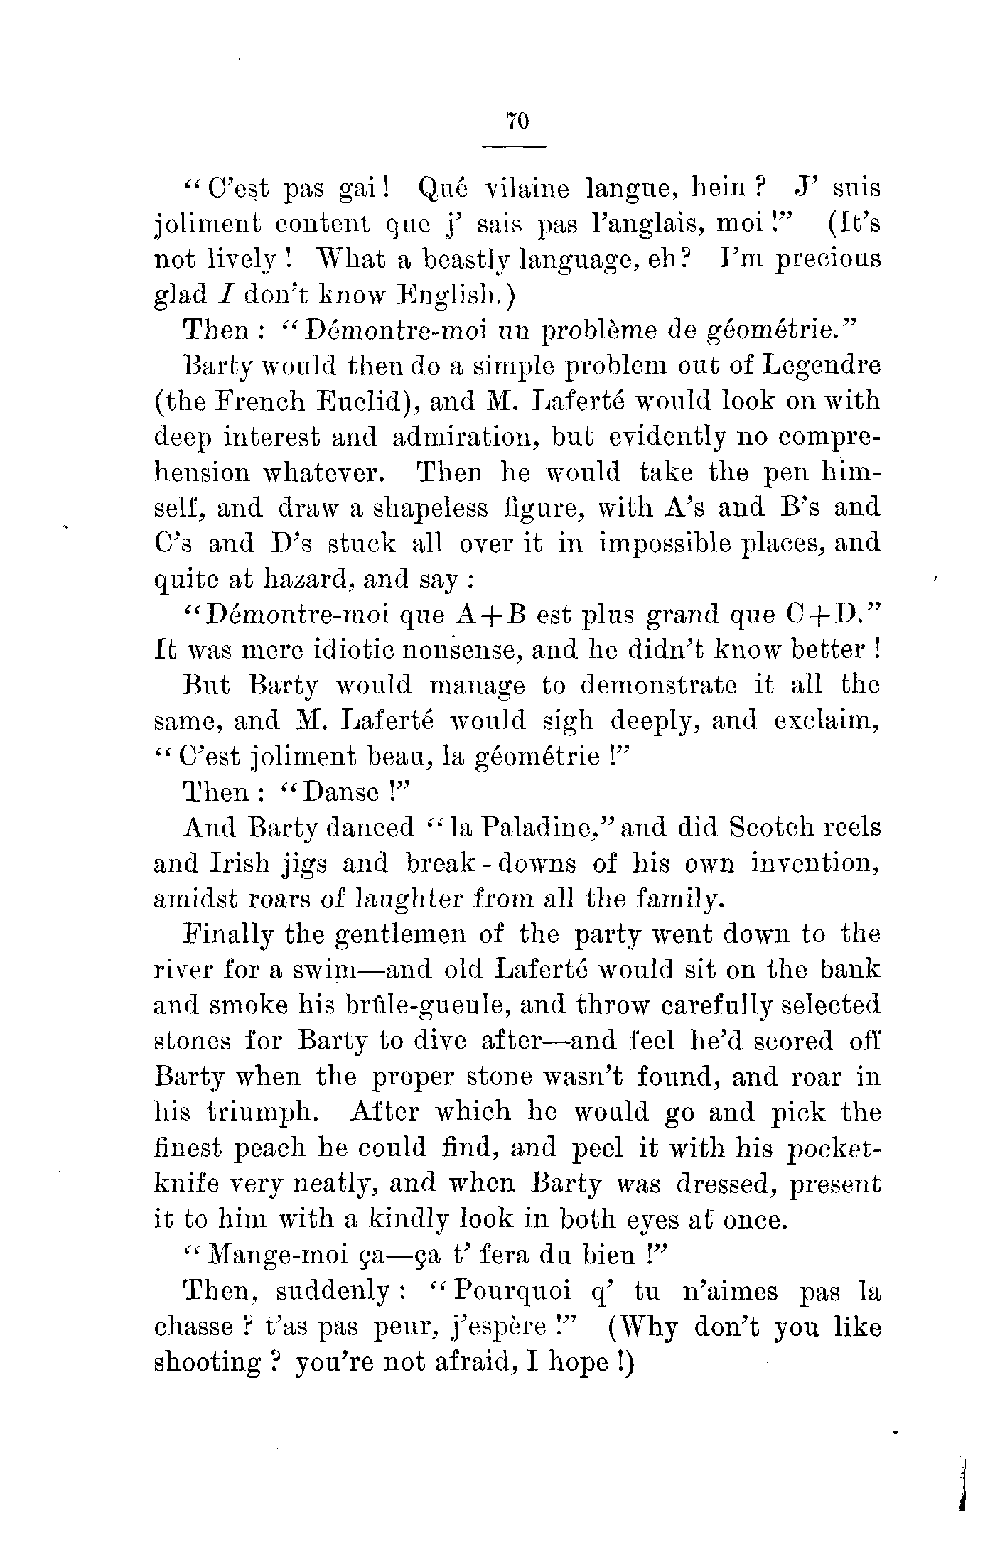 70
“C’est pas gai! Qué vilaine langue, hein? J’ suis
joliment content que j’ sais pas l’anglais, moi!” (It’s
not lively! What a beastly language, eh? I’m precious
glad I don’t know English.)
Then: “Démontre-moi un problème de géométrie.”
Barty would then do a simple problem out of Legendre
(the French Euclid), and M. Laferté would look on with
deep interest and admiration, but evidently no compre-
hension whatever. Then he would take the pen him-
self, and draw a shapeless figure, with A’s and B’s and
C’s and D’s stuck all over it in impossible places, and
quite at hazard, and say:
“Démontre-moi que A+B est plus grand que C+D.”
It was mere idiotic nonsense, and he didn’t know better!
But Barty would manage to demonstrate it all the
same, and M. Laferté would sigh deeply, and exclaim,
“C’est joliment beau, la géométrie!”
Then: “Danse!”
And Barty danced “la Paladine,” and did Scotch reels
and Irish jigs and break-downs of his own invention,
amidst roars of laughter from all the family.
Finally the gentlemen of the party went down to the
river for a swim—and old Laferté would sit on the bank
and smoke his brûle-gueule, and throw carefully selected
stones for Barty to dive after—and feel he’d scored off
Barty when the proper stone wasn’t found, and roar in
his triumph. After which he would go and pick the
finest peach he could find, and peel it with his pocket-
knife very neatly, and when Barty was dressed, present
it to him with a kindly look in both eyes at once.
“Mange-moi ça—ça t’ fera du bien!”
Then, suddenly: “Pourquoi q’ tu n’aimes pas la
chasse? t’as pas peur, j’espère!” (Why don’t you like
shooting? you’re not afraid, I hope!)